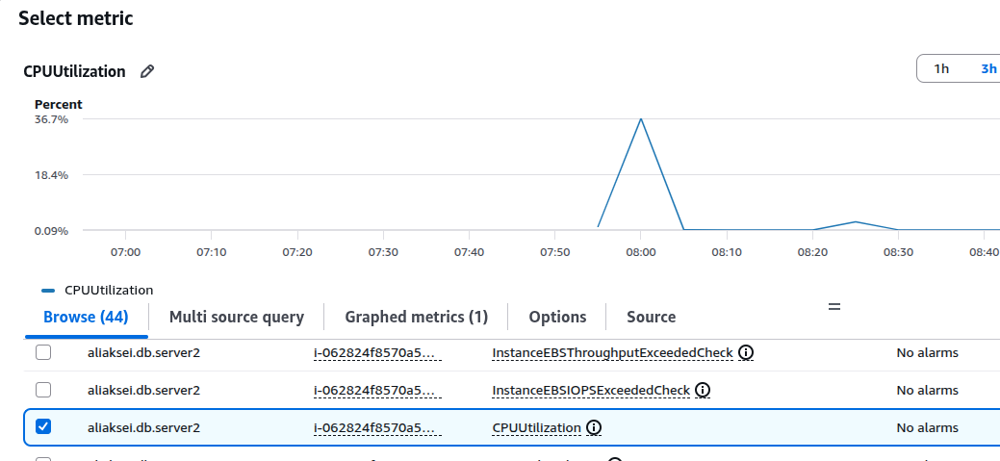 Select metric
CPUUtilization
1h 3h
Percent
36.7%
18.4%
0.09%
07:00 07:10 07:20 07:30 07:40 07:50 08:00 08:10 08:20 08:30 08:40
CPUUtilization
Browse (44) Multi source query Graphed metrics (1) Options Source
aliaksei.db.server2 i-062824f8570a5... InstanceEBSThroughputExceededCheck No alarms
aliaksei.db.server2 i-062824f8570a5... InstanceEBSIOPSExceededCheck No alarms
aliaksei.db.server2 i-062824f8570a5... CPUUtilization No alarms